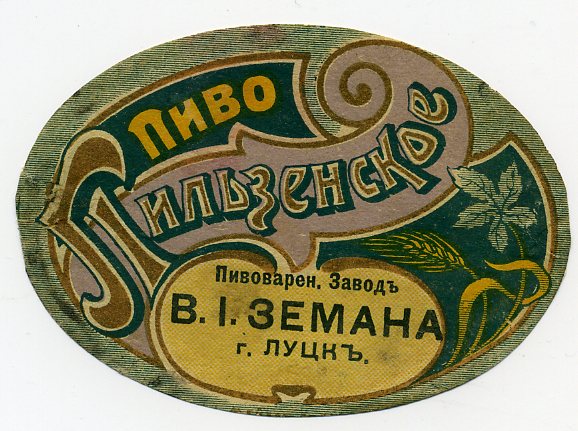 ПИВО
Пильзенское
Пивоварен. Заводъ
В. І. ЗЕМАНА
г. ЛУЦКЪ.